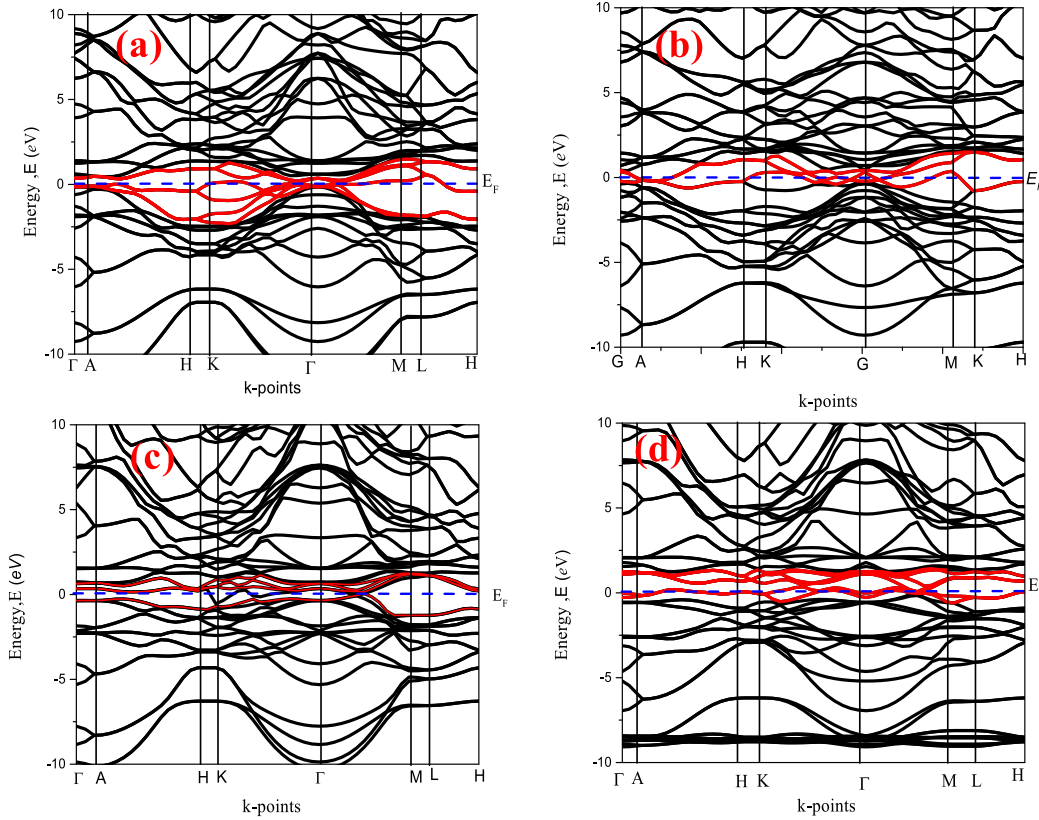 (a)
10
5
0
-5
-10
Energy ,E (eV)
E_F
Γ A H K Γ M L H
k-points
(b)
10
5
0
-5
-10
Energy ,E (eV)
G A H K G M K H
k-points
(c)
10
5
0
-5
-10
Energy,E (eV)
E_F
Γ A H K Γ M L H
k-points
(d)
10
5
0
-5
-10
Energy ,E (eV)
E
Γ A H K Γ M L H
k-points